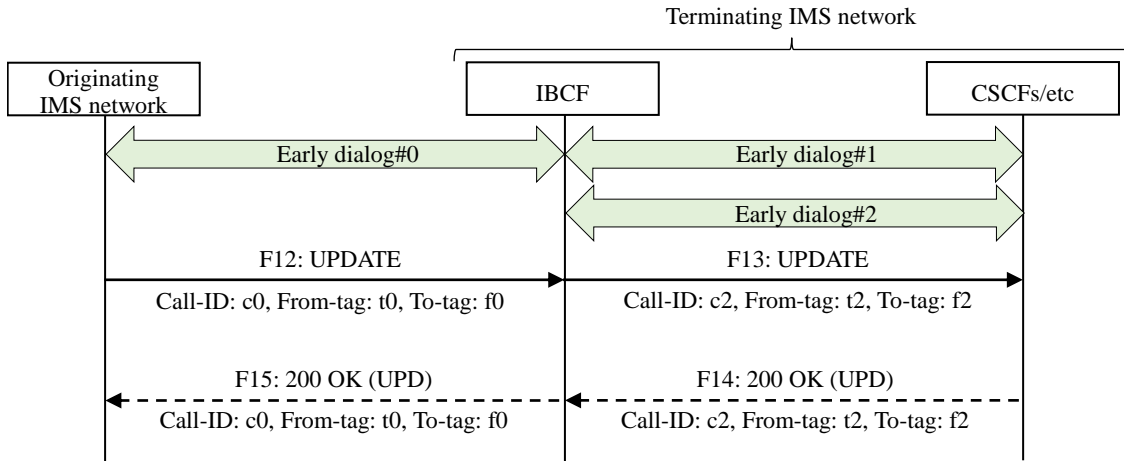 Terminating IMS network
Originating
IMS network
IBCF
CSCFs/etc
Early dialog#0
Early dialog#1
Early dialog#2
F12: UPDATE
F13: UPDATE
Call-ID: c0, From-tag: t0, To-tag: f0
Call-ID: c2, From-tag: t2, To-tag: f2
F15: 200 OK (UPD)
F14: 200 OK (UPD)
Call-ID: c0, From-tag: t0, To-tag: f0
Call-ID: c2, From-tag: t2, To-tag: f2